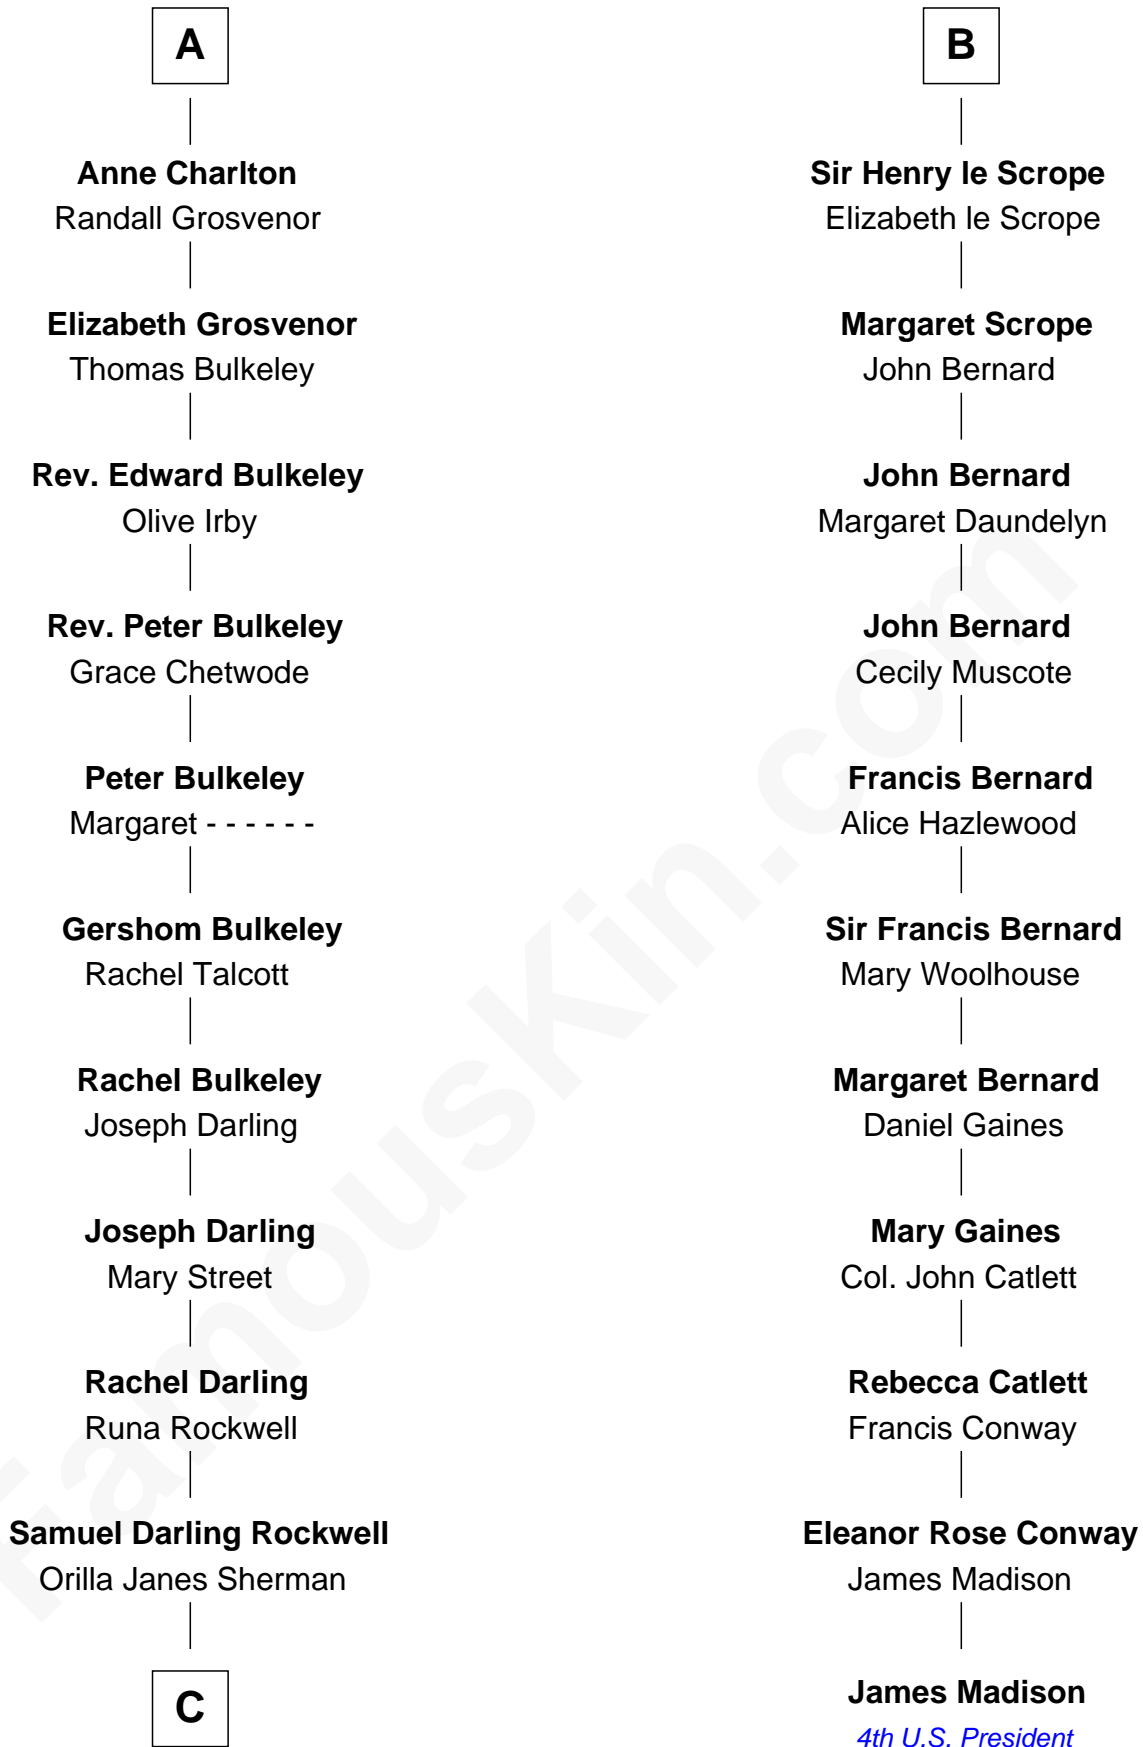 A
Anne Charlton
Randall Grosvenor
Elizabeth Grosvenor
Thomas Bulkeley
Rev. Edward Bulkeley
Olive Irby
Rev. Peter Bulkeley
Grace Chetwode
Peter Bulkeley
Margaret - - - - - -
Gershom Bulkeley
Rachel Talcott
Rachel Bulkeley
Joseph Darling
Joseph Darling
Mary Street
Rachel Darling
Runa Rockwell
Samuel Darling Rockwell
Orilla Janes Sherman
C
B
Sir Henry le Scrope
Elizabeth le Scrope
Margaret Scrope
John Bernard
John Bernard
Margaret Daundelyn
John Bernard
Cecily Muscote
Francis Bernard
Alice Hazlewood
Sir Francis Bernard
Mary Woolhouse
Margaret Bernard
Daniel Gaines
Mary Gaines
Col. John Catlett
Rebecca Catlett
Francis Conway
Eleanor Rose Conway
James Madison
James Madison
4th U.S. President
FamousKin.com